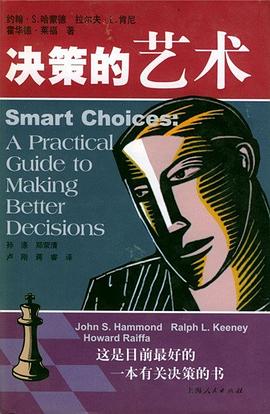 约翰·S.哈蒙德 拉尔夫·L.肯尼
霍华德·莱福 著
决策的艺术
Smart Choices:
A Practical
Guide to
Making
Better
Decisions
孙涤 郑荣清
卢刚 蒋睿 译
John S. Hammond Ralph L. Keeney
Howard Raiffa
这是目前最好的
一本有关决策的书
上海人民出版社